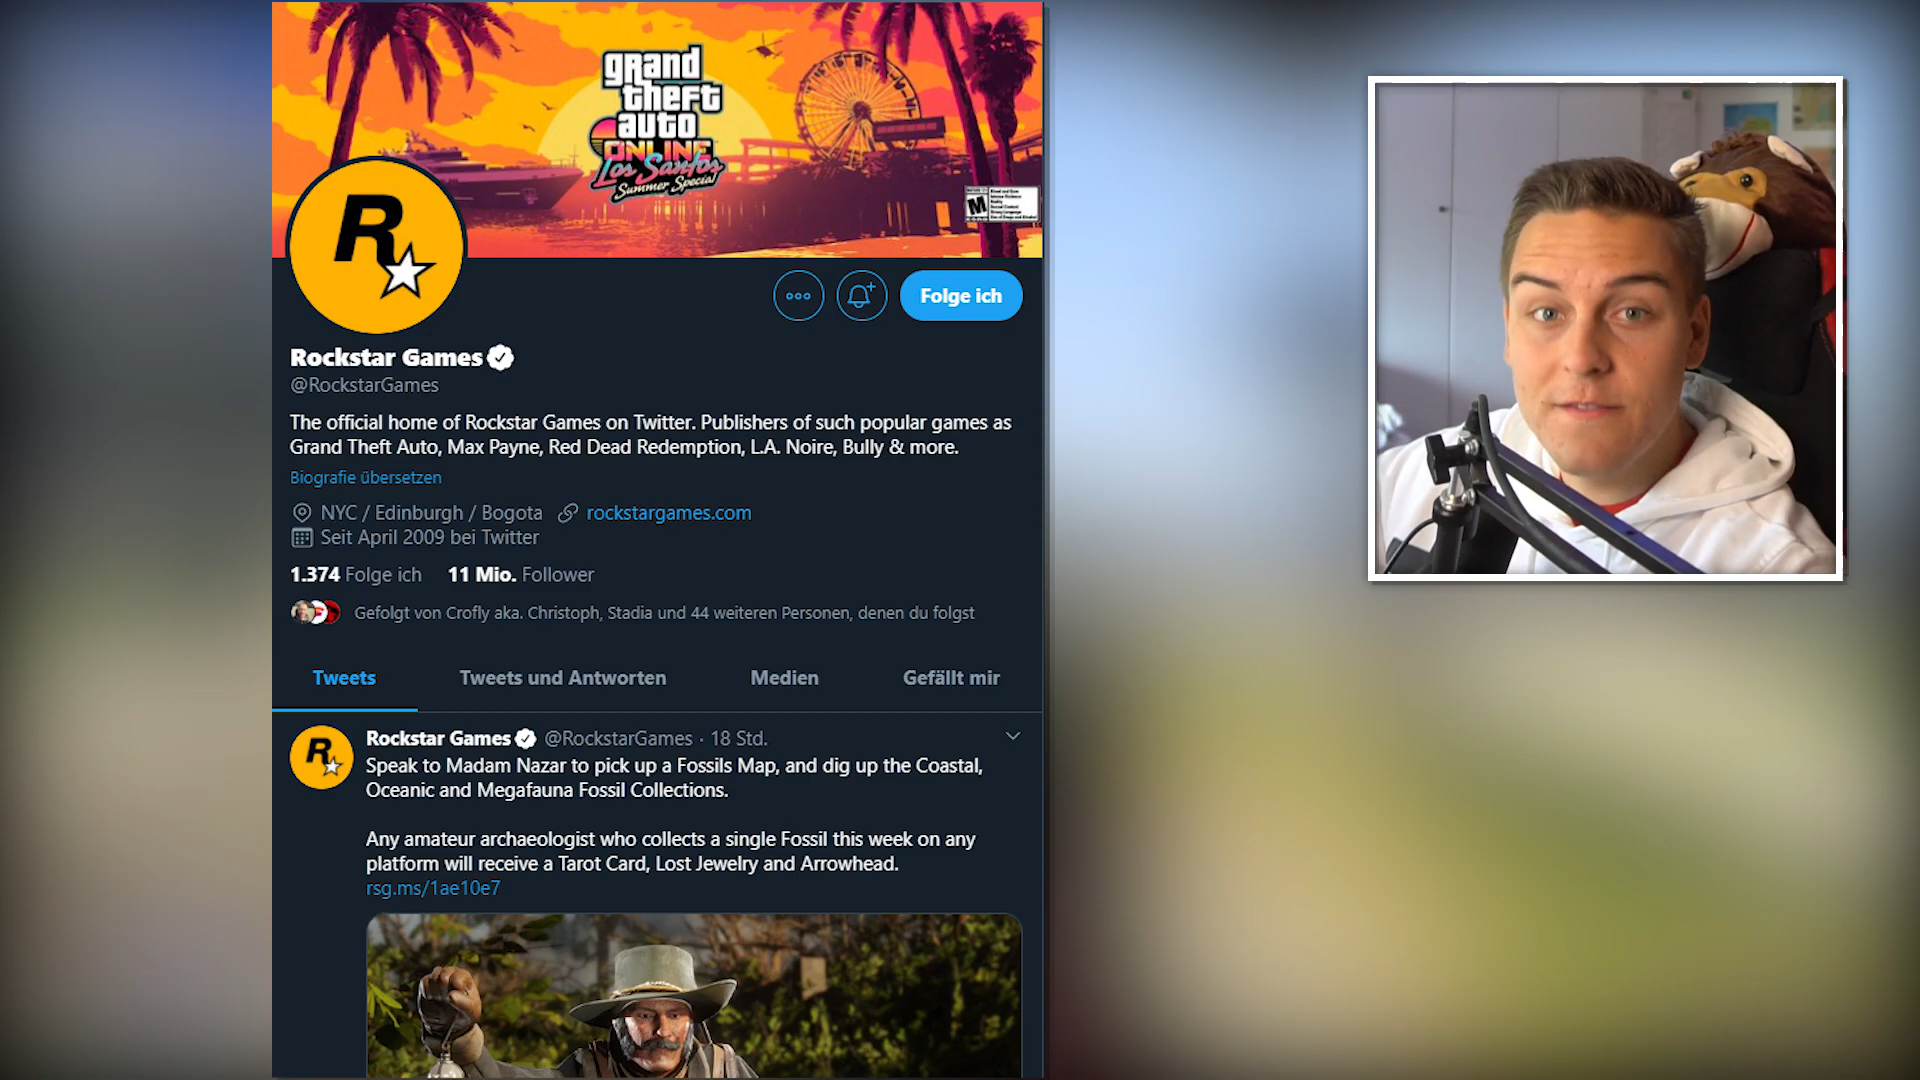 grand
theft
auto
ONLINE
Los Santos
Summer Special
M
R
Folge ich
Rockstar Games
@RockstarGames
The official home of Rockstar Games on Twitter. Publishers of such popular games as
Grand Theft Auto, Max Payne, Red Dead Redemption, L.A. Noire, Bully & more.
Biografie übersetzen
NYC / Edinburgh / Bogota rockstargames.com
Seit April 2009 bei Twitter
1.374 Folge ich 11 Mio. Follower
Gefolgt von Crofly aka. Christoph, Stadia und 44 weiteren Personen, denen du folgst
Tweets Tweets und Antworten Medien Gefällt mir
R
Rockstar Games @RockstarGames · 18 Std.
Speak to Madam Nazar to pick up a Fossils Map, and dig up the Coastal,
Oceanic and Megafauna Fossil Collections.
Any amateur archaeologist who collects a single Fossil this week on any
platform will receive a Tarot Card, Lost Jewelry and Arrowhead.
rsg.ms/1ae10e7